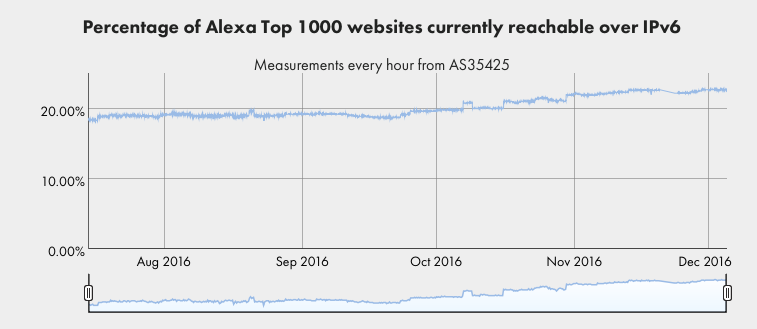 Percentage of Alexa Top 1000 websites currently reachable over IPv6
Measurements every hour from AS35425
20.00%
10.00%
0.00%
Aug 2016 Sep 2016 Oct 2016 Nov 2016 Dec 2016